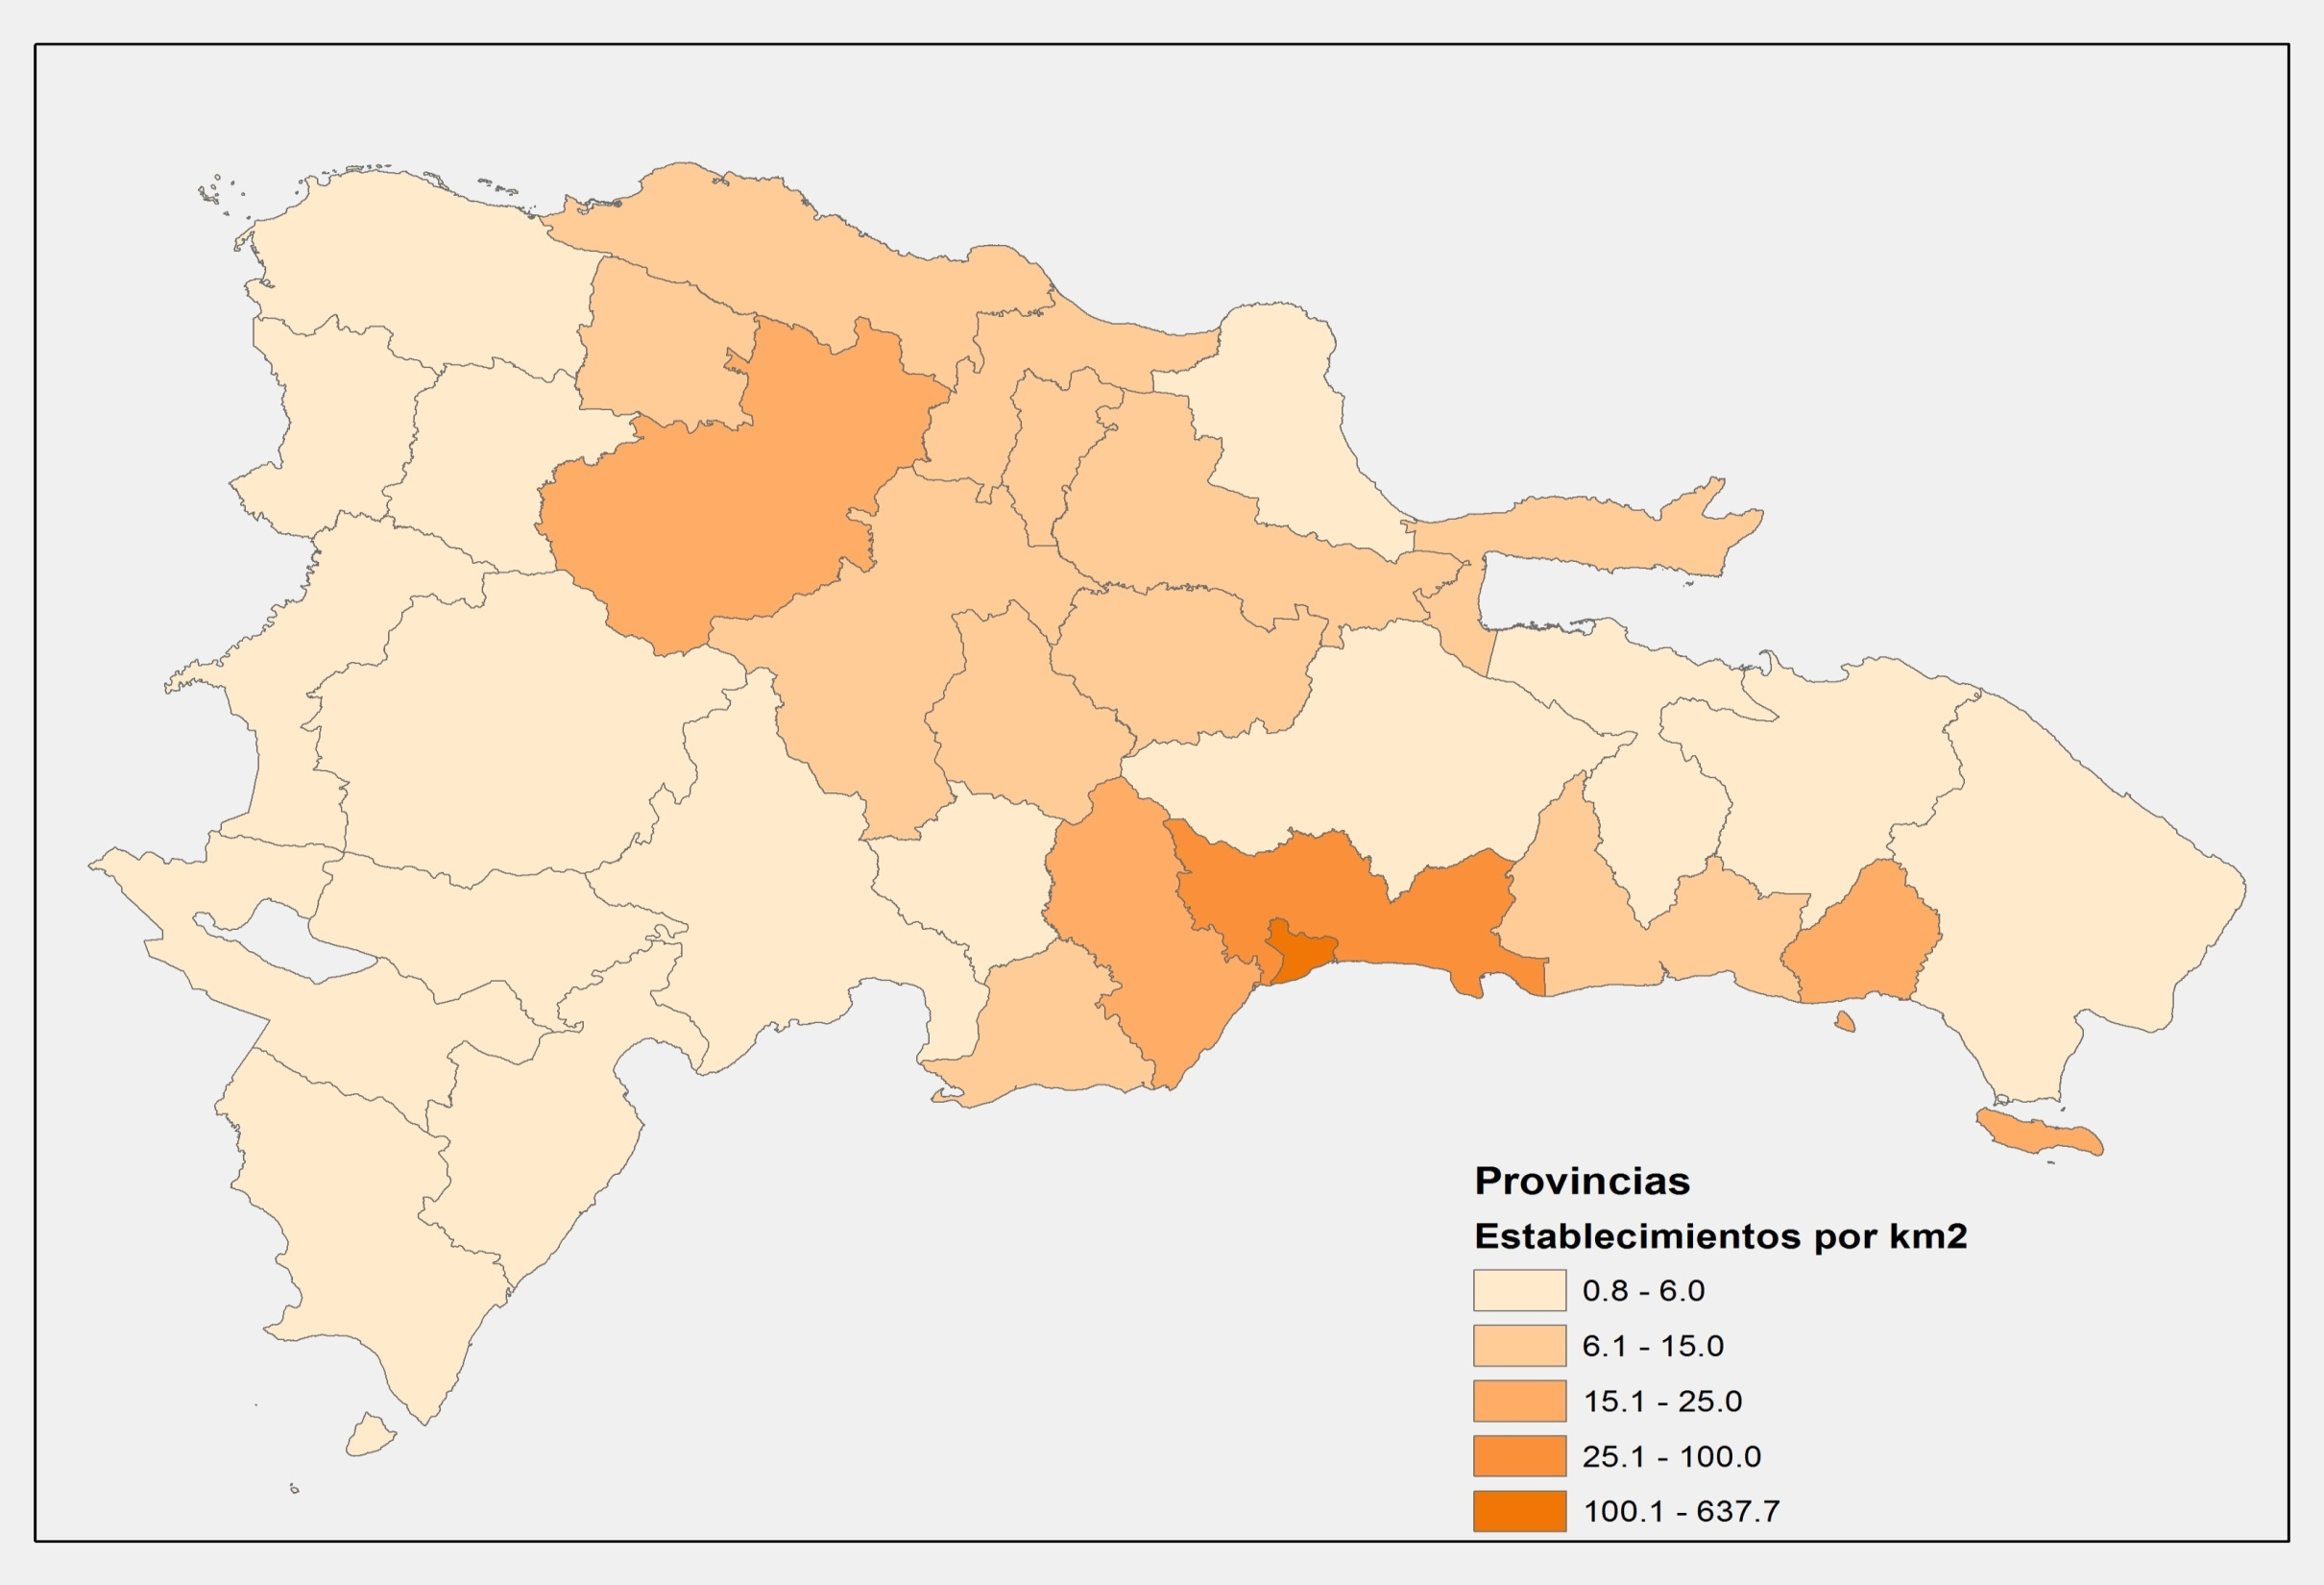 Provincias
Establecimientos por km2
0.8 - 6.0
6.1 - 15.0
15.1 - 25.0
25.1 - 100.0
100.1 - 637.7